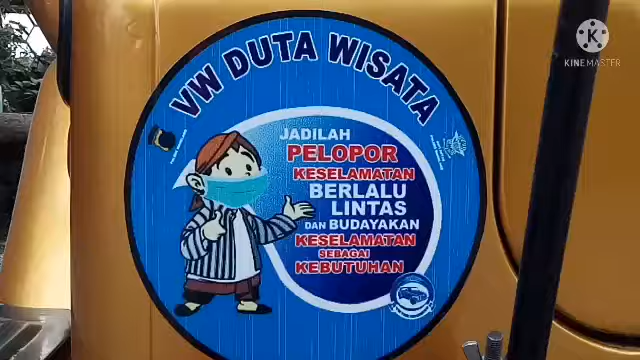 VW DUTA WISATA
JADILAH
PELOPOR
KESELAMATAN
BERLALU
LINTAS
DAN BUDAYAKAN
KESELAMATAN
SEBAGAI
KEBUTUHAN
KINEMASTER